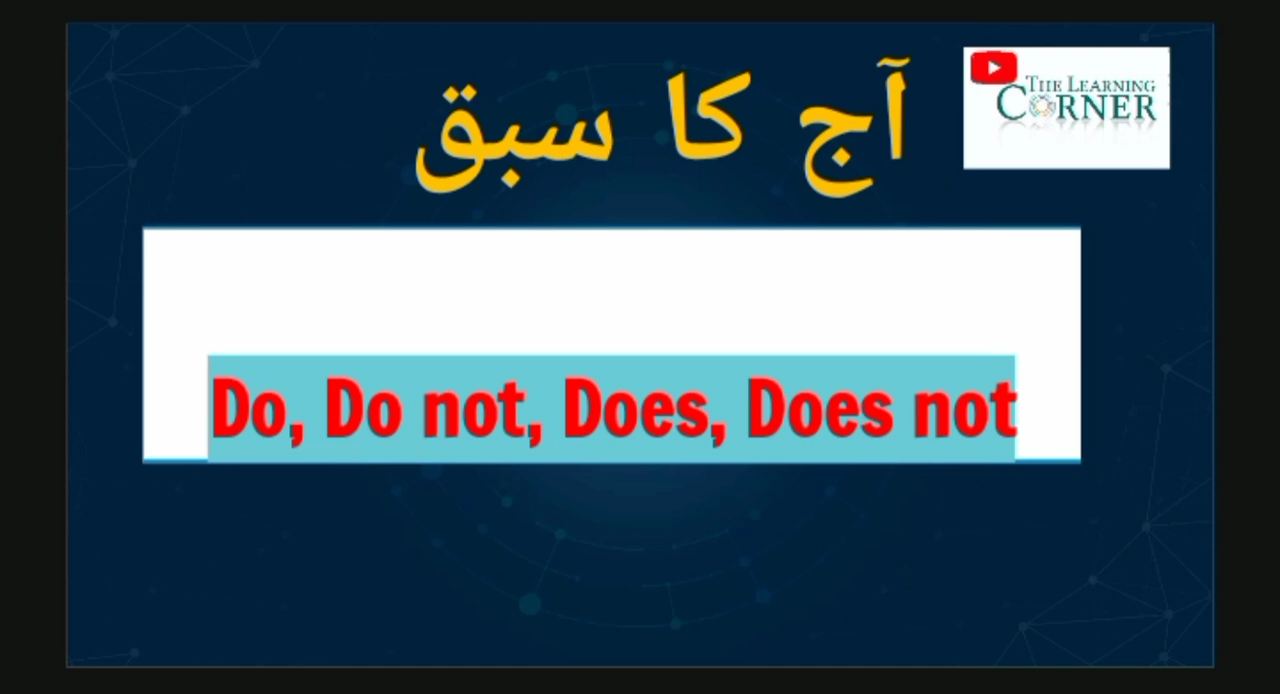 آج کا سبق
THE LEARNING
CORNER
Do, Do not, Does, Does not